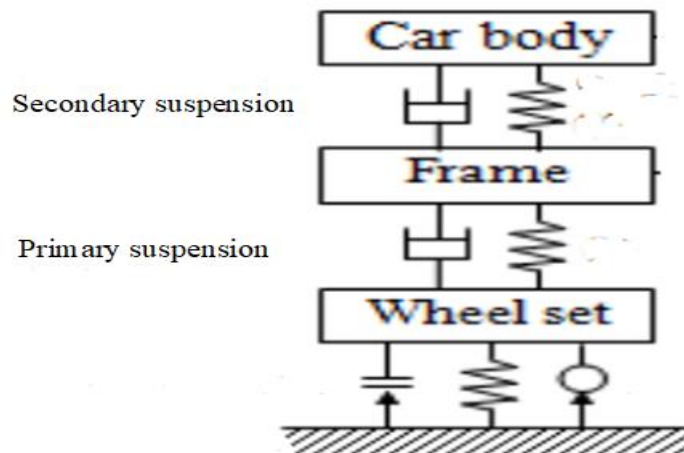 Car body
Secondary suspension
Frame
Primary suspension
Wheel set